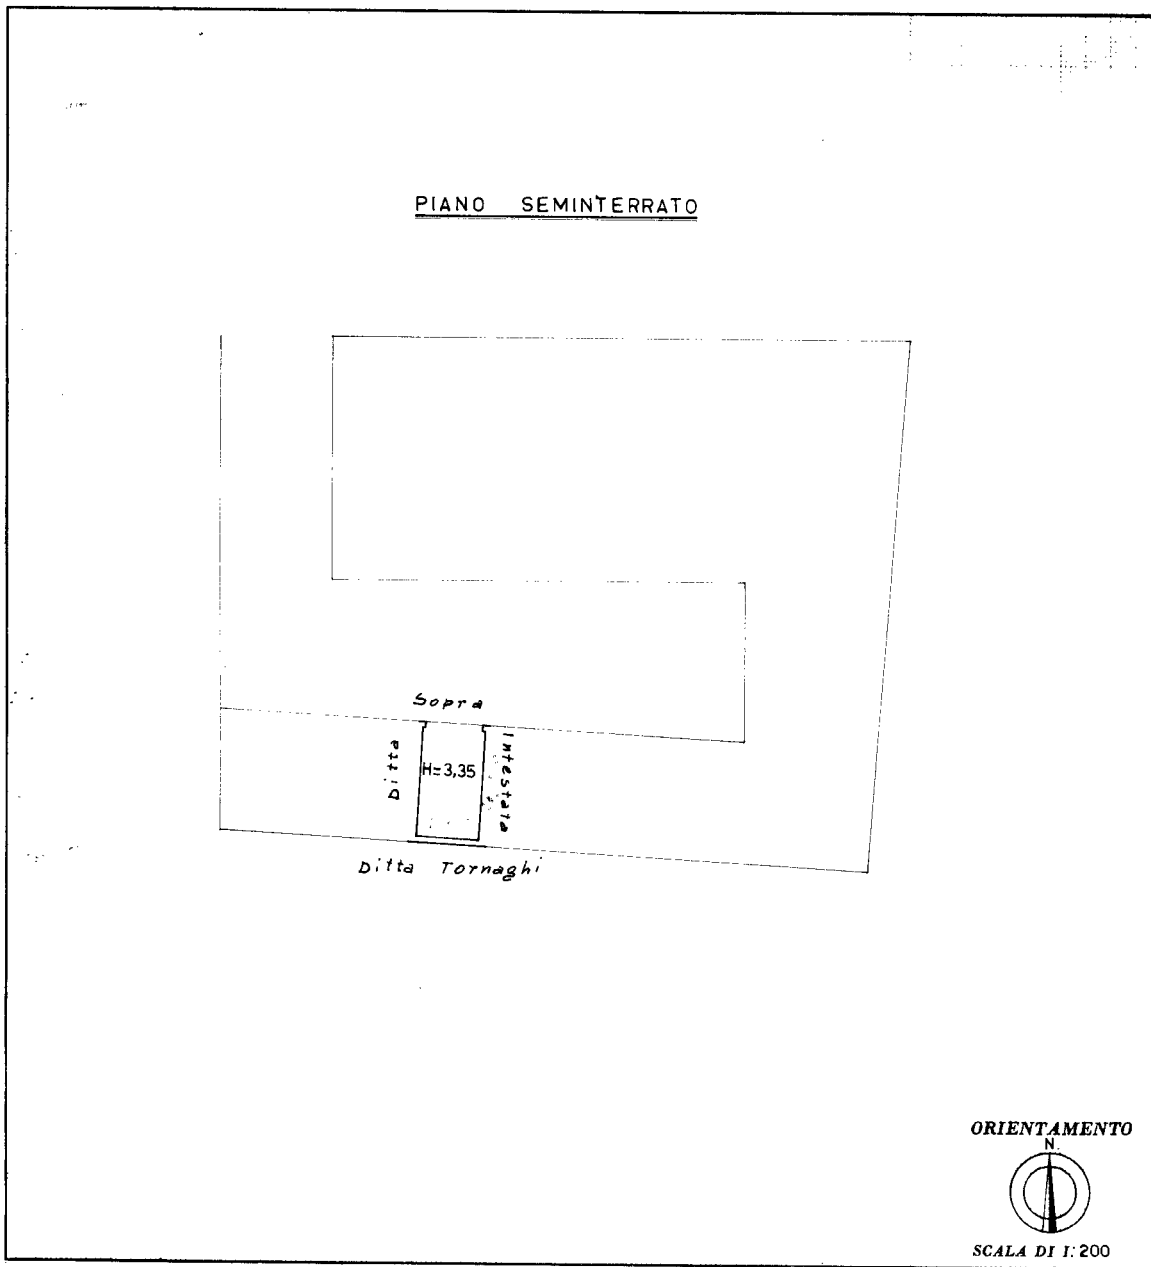 PIANO SEMINTERRATO
Sopra
Ditta
H=3,35
Intestata
Ditta Tornaghi
ORIENTAMENTO
N.
SCALA DI 1:200